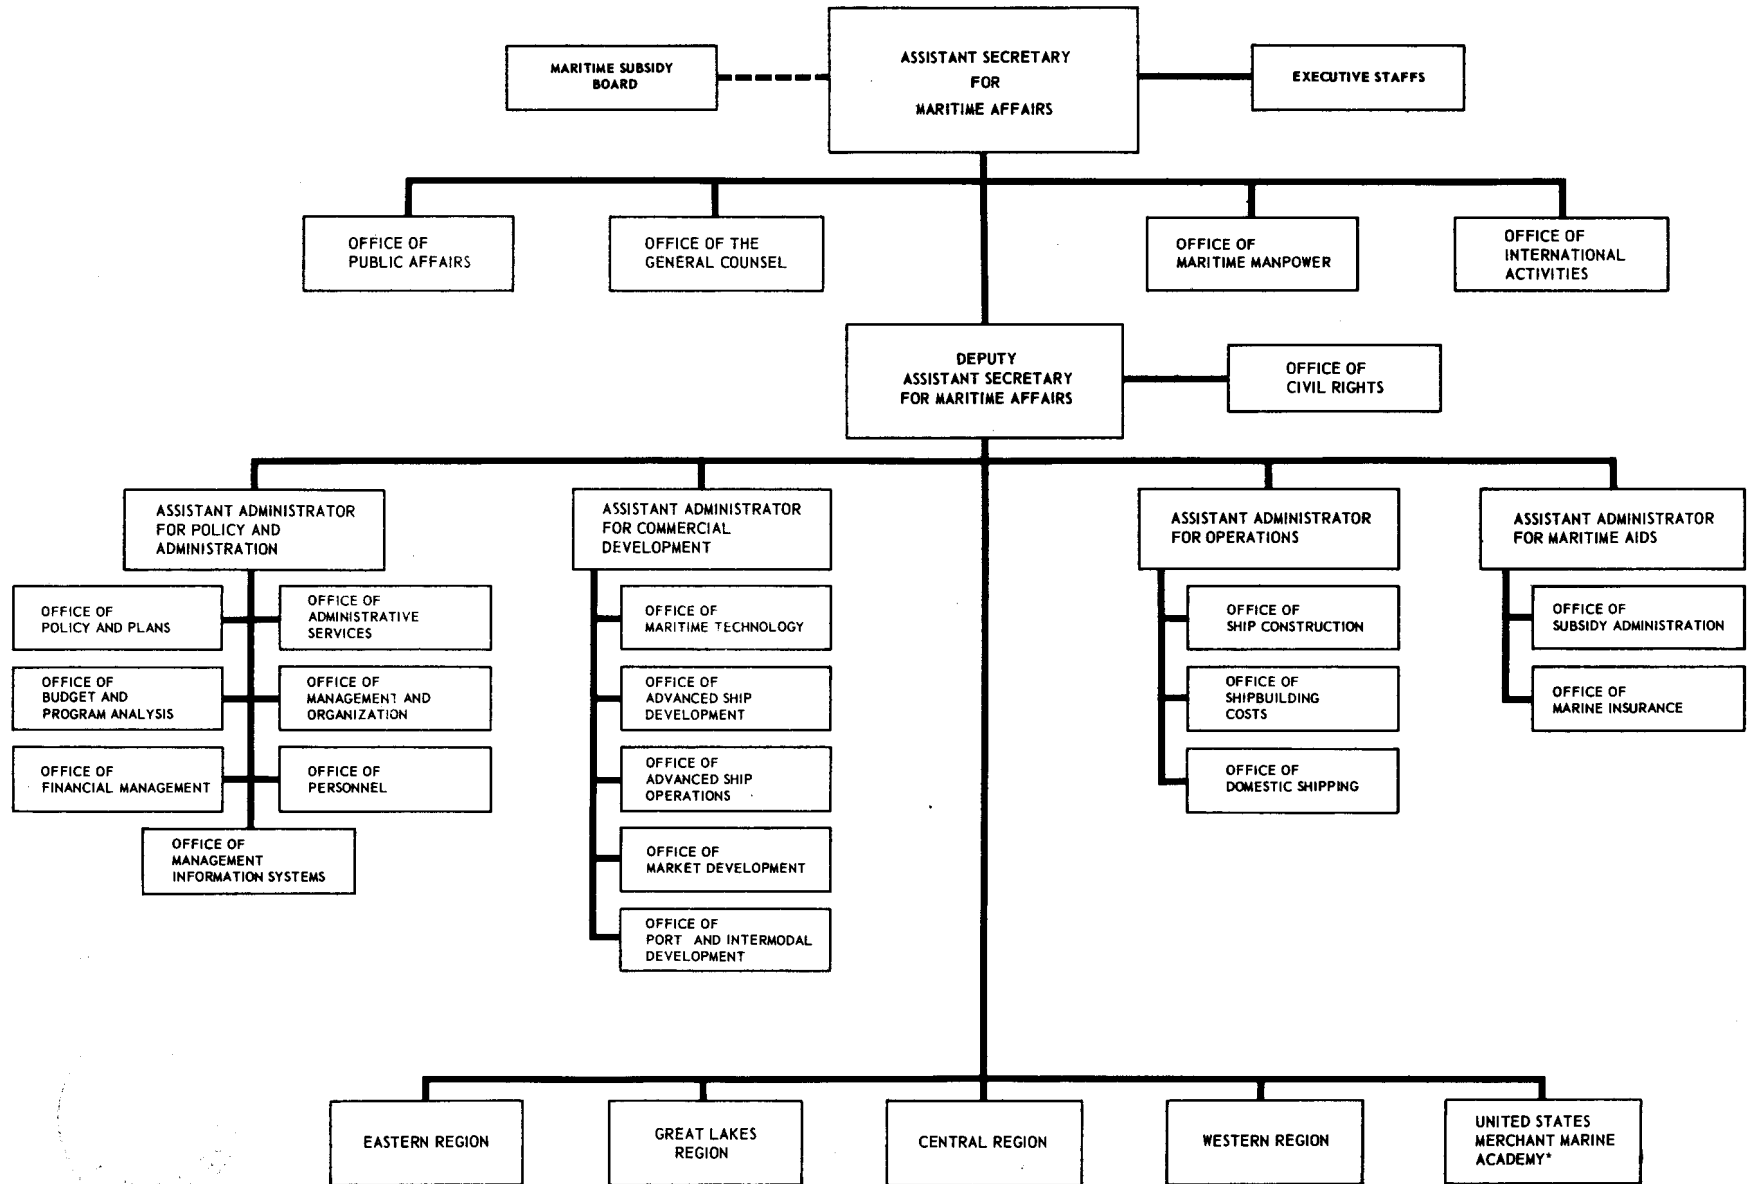 MARITIME SUBSIDY
BOARD
ASSISTANT SECRETARY
FOR
MARITIME AFFAIRS
EXECUTIVE STAFFS
OFFICE OF
PUBLIC AFFAIRS
OFFICE OF THE
GENERAL COUNSEL
OFFICE OF
MARITIME MANPOWER
OFFICE OF
INTERNATIONAL
ACTIVITIES
DEPUTY
ASSISTANT SECRETARY
FOR MARITIME AFFAIRS
OFFICE OF
CIVIL RIGHTS
ASSISTANT ADMINISTRATOR
FOR POLICY AND
ADMINISTRATION
OFFICE OF
POLICY AND PLANS
OFFICE OF
ADMINISTRATIVE
SERVICES
OFFICE OF
BUDGET AND
PROGRAM ANALYSIS
OFFICE OF
MANAGEMENT AND
ORGANIZATION
OFFICE OF
FINANCIAL MANAGEMENT
OFFICE OF
PERSONNEL
OFFICE OF
MANAGEMENT
INFORMATION SYSTEMS
ASSISTANT ADMINISTRATOR
FOR COMMERCIAL
DEVELOPMENT
OFFICE OF
MARITIME TECHNOLOGY
OFFICE OF
ADVANCED SHIP
DEVELOPMENT
OFFICE OF
ADVANCED SHIP
OPERATIONS
OFFICE OF
MARKET DEVELOPMENT
OFFICE OF
PORT AND INTERMODAL
DEVELOPMENT
ASSISTANT ADMINISTRATOR
FOR OPERATIONS
OFFICE OF
SHIP CONSTRUCTION
OFFICE OF
SHIPBUILDING
COSTS
OFFICE OF
DOMESTIC SHIPPING
ASSISTANT ADMINISTRATOR
FOR MARITIME AIDS
OFFICE OF
SUBSIDY ADMINISTRATION
OFFICE OF
MARINE INSURANCE
EASTERN REGION
GREAT LAKES
REGION
CENTRAL REGION
WESTERN REGION
UNITED STATES
MERCHANT MARINE
ACADEMY*